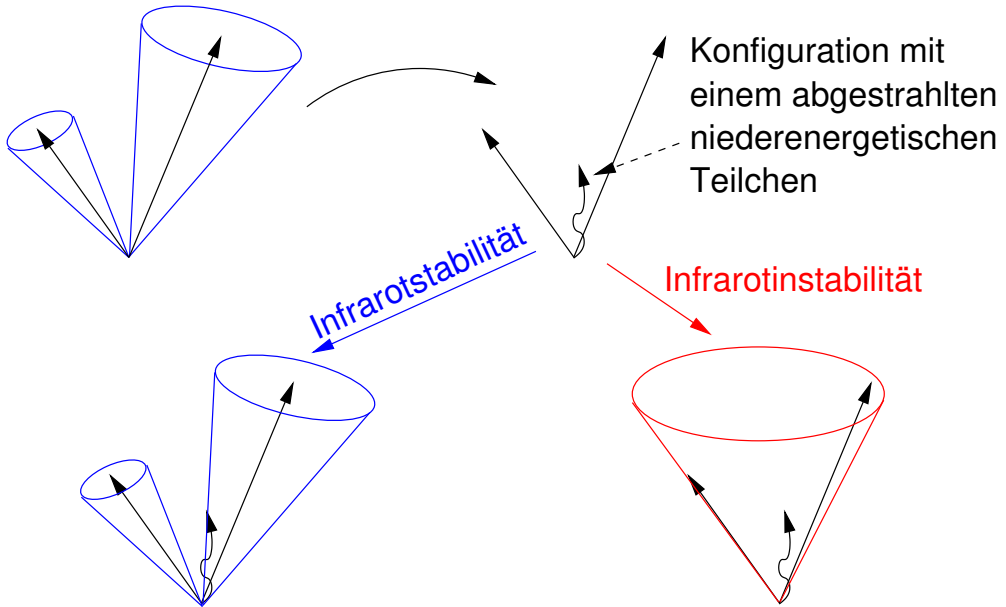 Konfiguration mit
einem abgestrahlten
niederenergetischen
Teilchen
Infrarotstabilität
Infrarotinstabilität